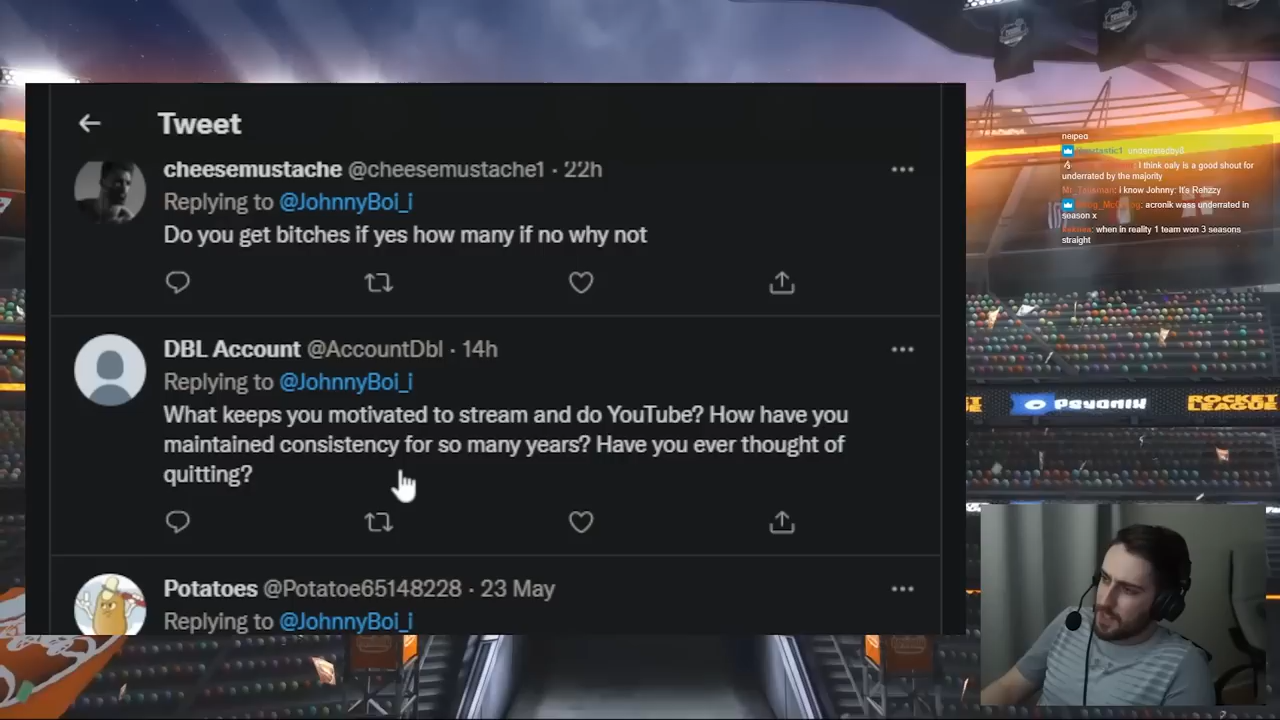 Tweet
cheesemustache @cheesemustache1 · 22h
Replying to @JohnnyBoi_i
Do you get bitches if yes how many if no why not
DBL Account @AccountDbl · 14h
Replying to @JohnnyBoi_i
What keeps you motivated to stream and do YouTube? How have you
maintained consistency for so many years? Have you ever thought of
quitting?
Potatoes @Potatoe65148228 · 23 May
Replying to @JohnnyBoi_i
underratedby6
: I think oaly is a good shout for
underrated by the majority
: i know Johnny: It's Rehzzy
: acronik wass underrated in
season x
: when in reality 1 team won 3 seasons
straight
PSYONIX
ROCKET
LEAGUE